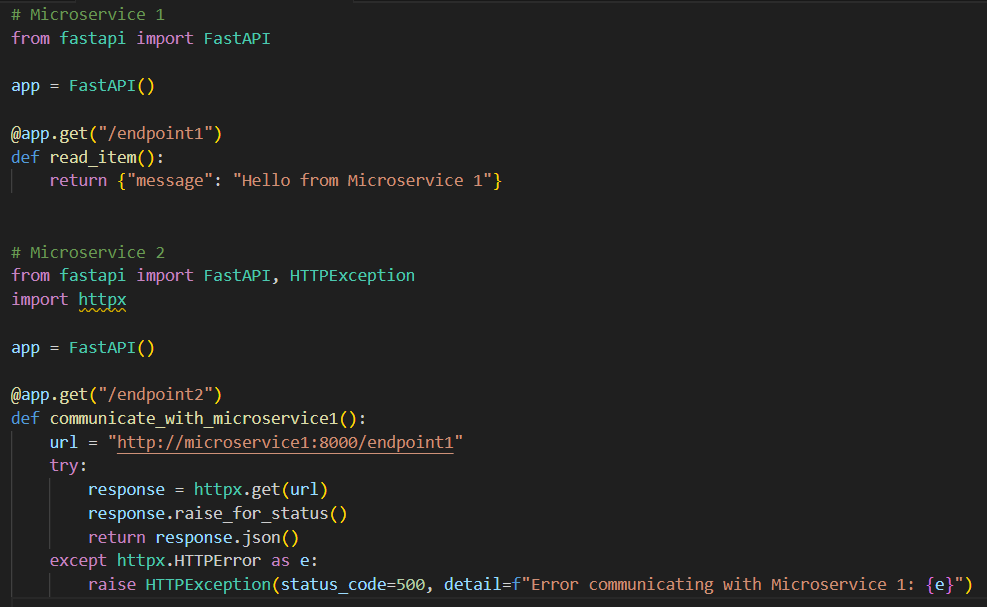 # Microservice 1
from fastapi import FastAPI

app = FastAPI()

@app.get("/endpoint1")
def read_item():
    return {"message": "Hello from Microservice 1"}


# Microservice 2
from fastapi import FastAPI, HTTPException
import httpx

app = FastAPI()

@app.get("/endpoint2")
def communicate_with_microservice1():
    url = "http://microservice1:8000/endpoint1"
    try:
        response = httpx.get(url)
        response.raise_for_status()
        return response.json()
    except httpx.HTTPError as e:
        raise HTTPException(status_code=500, detail=f"Error communicating with Microservice 1: {e}")